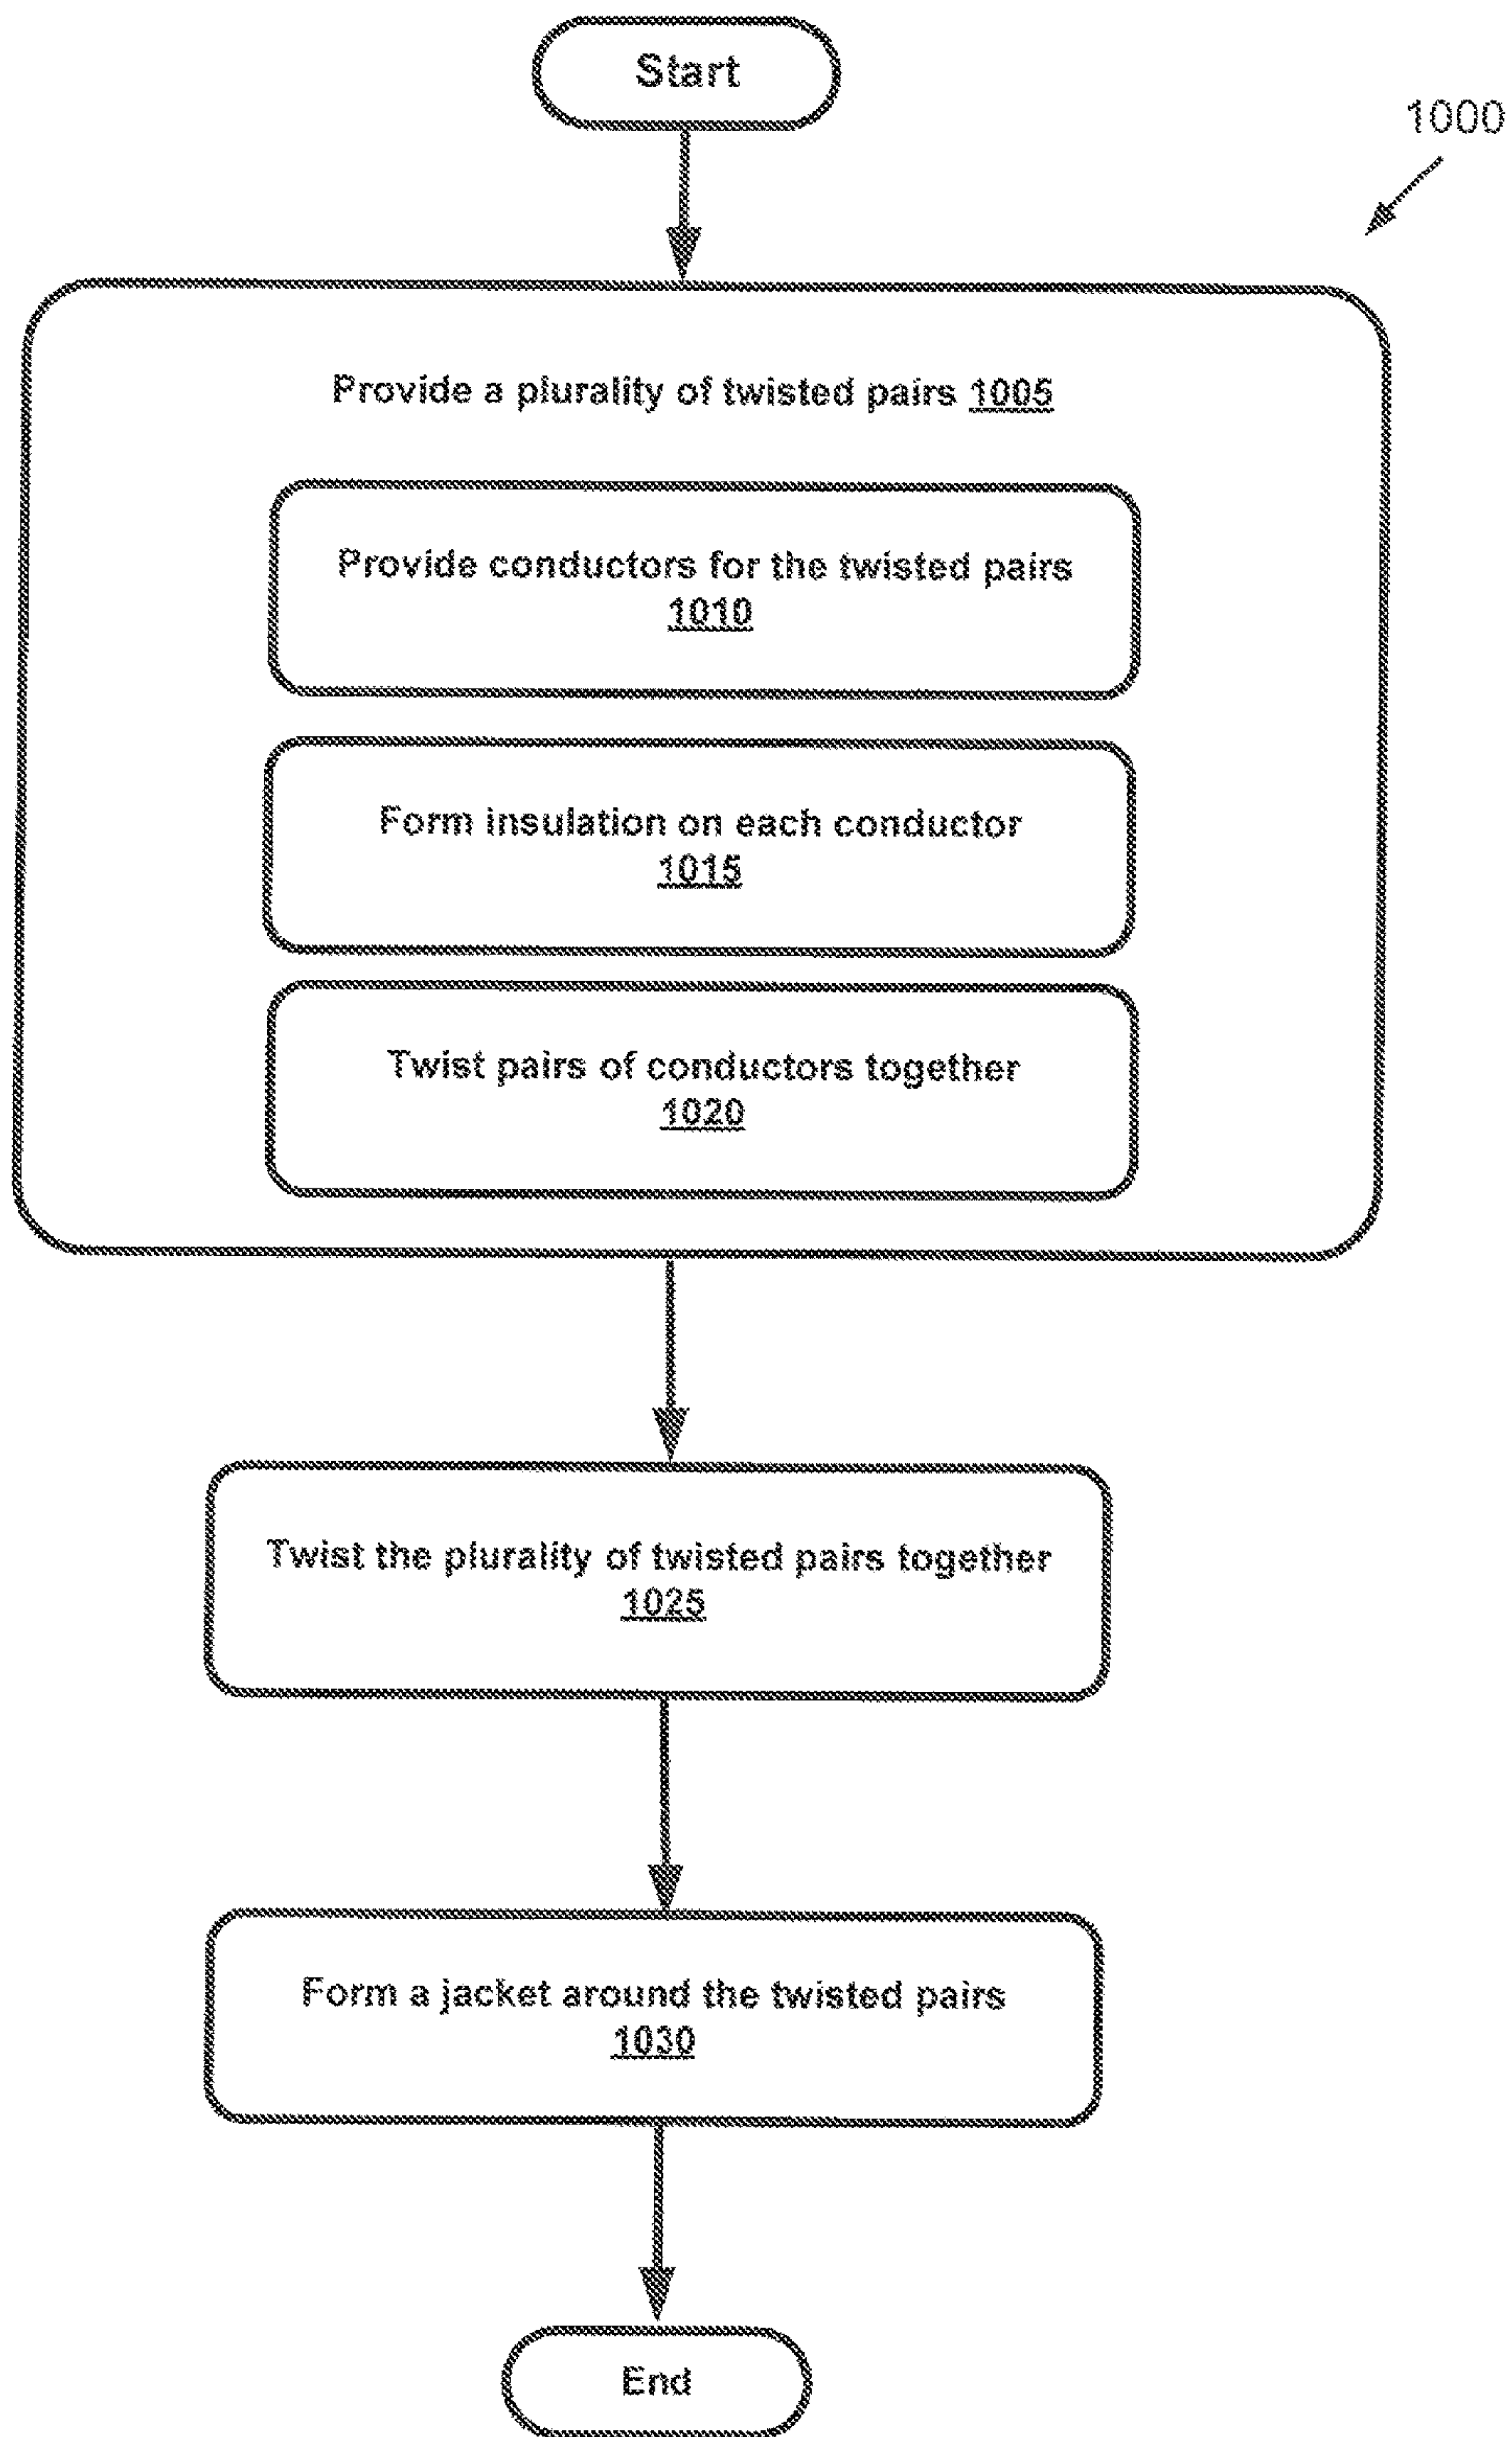 Start
1000
Provide a plurality of twisted pairs 1005
Provide conductors for the twisted pairs
1010
Form insulation on each conductor
1015
Twist pairs of conductors together
1020
Twist the plurality of twisted pairs together
1025
Form a jacket around the twisted pairs
1030
End